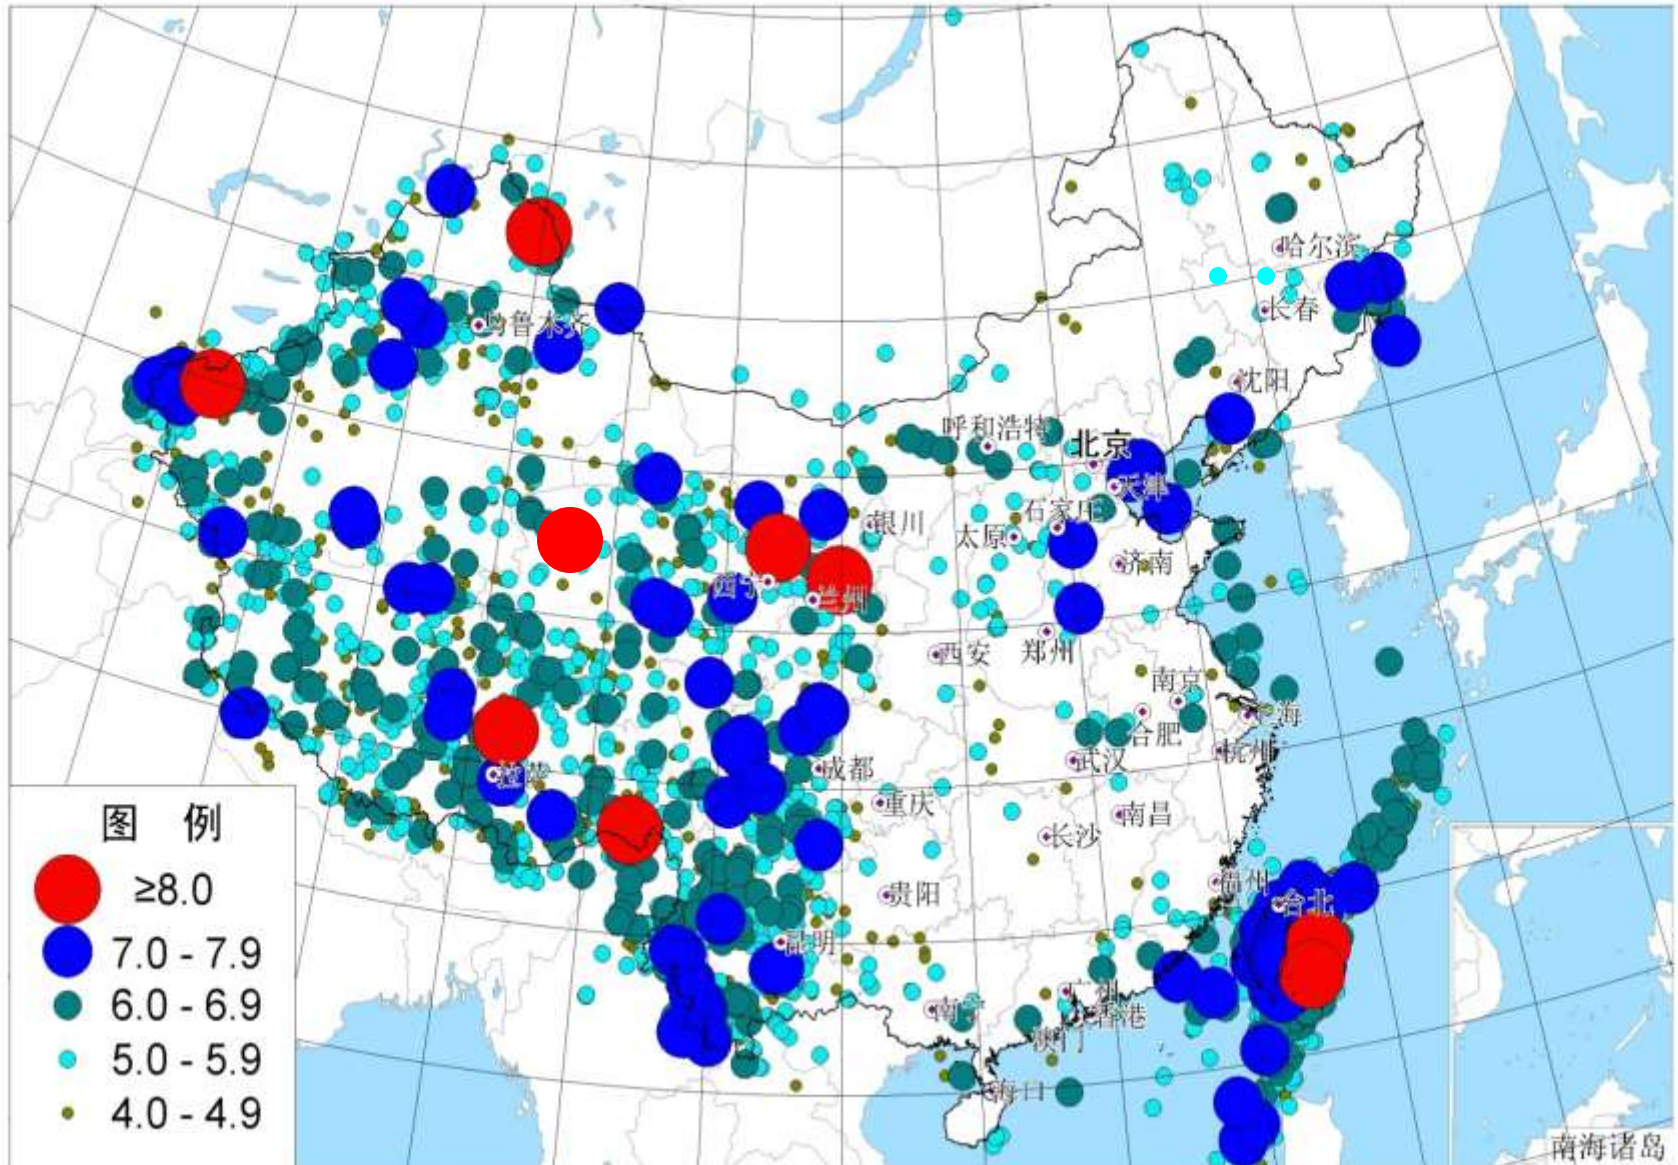 哈尔滨
长春
乌鲁木齐
沈阳
呼和浩特
北京
天津
石家庄
银川
太原
济南
西宁
兰州
西安
郑州
南京
上海
合肥
杭州
武汉
拉萨
成都
重庆
南昌
长沙
贵阳
福州
台北
昆明
广州
南宁
香港
澳门
海口
南海诸岛
图 例
≥8.0
7.0 - 7.9
6.0 - 6.9
5.0 - 5.9
4.0 - 4.9